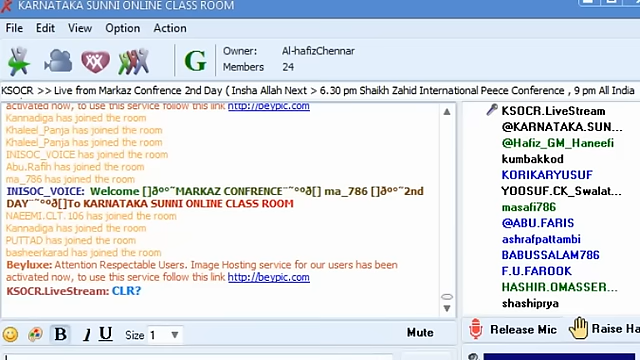 KARNATAKA SUNNI ONLINE CLASS ROOM
File Edit View Option Action
G Owner: Al-hafizChennar
Members 24
KSOCR >> Live from Markaz Confrence 2nd Day ( Insha Allah Next > 6.30 pm Shaikh Zahid International Peece Conference , 9 pm All India
activated now, to use this service follow this link http://beypic.com
Kannadiga has joined the room
Khaleel_Panja has joined the room
Khaleel_Panja has joined the room
INISOC_VOICE has joined the room
Abu.Rafih has joined the room
ma_786 has joined the room
INISOC_VOICE: Welcome []ðº°˝MARKAZ CONFRENCE¨˜°ºð[] ma_786 []ðº°˝2nd
DAY¨˜°ºð[]To KARNATAKA SUNNI ONLINE CLASS ROOM
NAEEMI.CLT.106 has joined the room
Kannadiga has joined the room
PUTTAD has joined the room
basheerkarad has joined the room
Beyluxe: Attention Respectable Users. Image Hosting service for our users has been
activated now, to use this service follow this link http://beypic.com
KSOCR.LiveStream: CLR?
KSOCR.LiveStream
@KARNATAKA.SUN...
@Hafiz_GM_Haneefi
kumbakkod
KORIKARYUSUF
YOOSUF.CK_Swalat...
masafi786
@ABU.FARIS
ashrafpattambi
BABUSSALAM786
F.U.FAROOK
HASHIR.OMASSER...
shashiprya
B I U Size 1 Mute
Release Mic Raise Ha